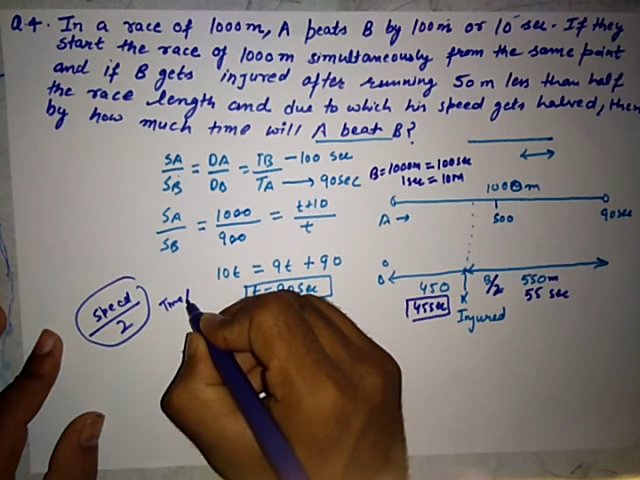 Q.4. In a race of 1000m, A beats B by 100m or 10 sec. If they
start the race of 1000m simultaneously from the same point
and if B gets injured after running 50m less than half
the race length and due to which his speed gets halved, then
by how much time will A beat B?
SA/SB = DA/DB = TB/TA - 100 sec → 90sec
B = 1000m = 100sec
1sec = 10M
SA/SB = 1000/900 = t+10/t
10t = 9t + 90
t = 90sec
1000m
A →
500
90sec
B
450
B/2
550m
45sec
55 sec
Injured
Speed/2
Time